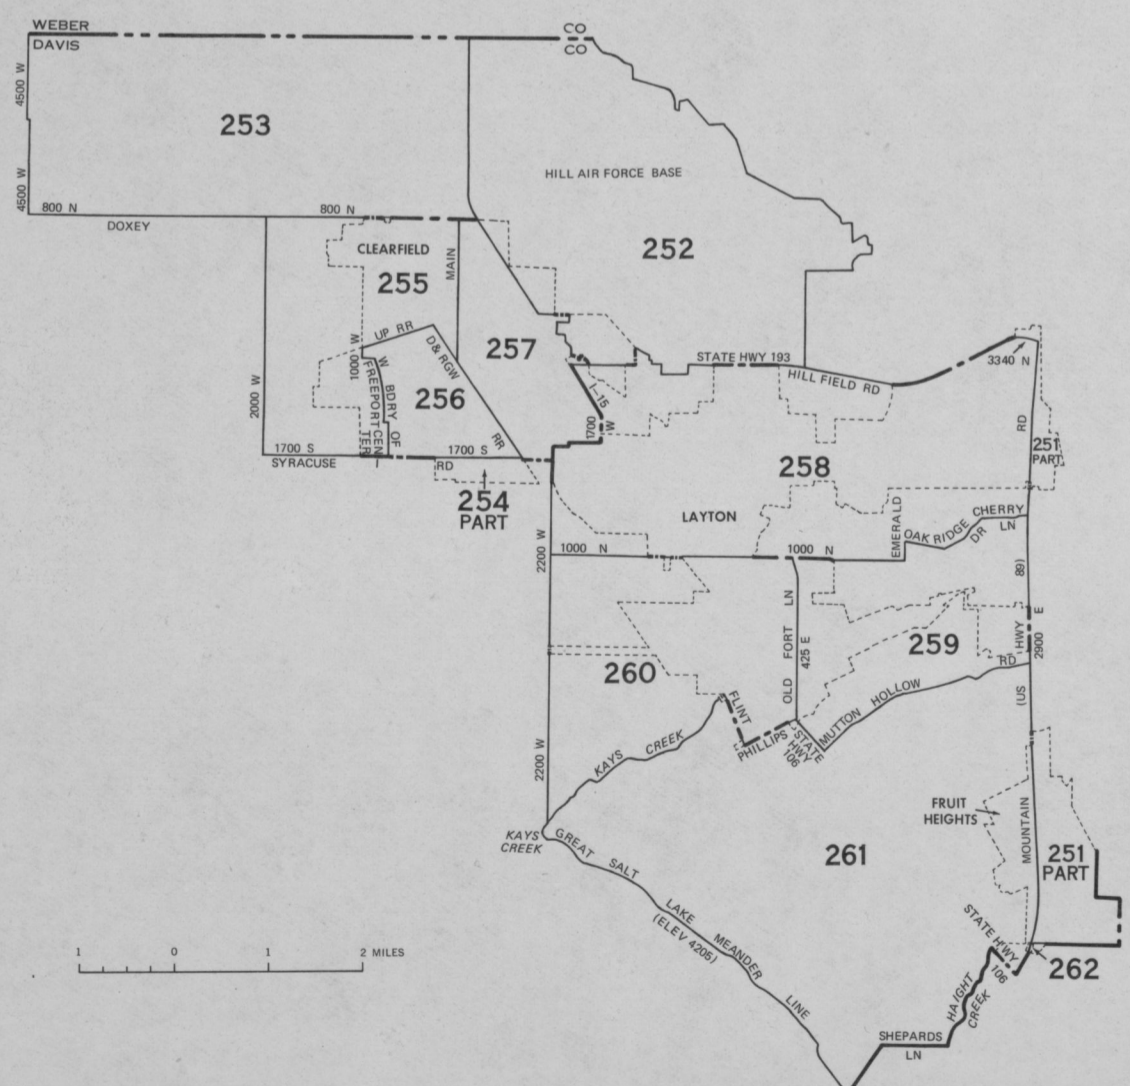 WEBER
DAVIS
CO
CO
4500 W
4500 W
253
HILL AIR FORCE BASE
252
800 N
800 N
DOXEY
CLEARFIELD
255
MAIN
257
UP RR
D&RGW
RR
1000 W
W BDRY OF
FREEPORT CEN
TER
256
2000 W
1700 S
SYRACUSE
1700 S
RD
254
PART
I-15
1700
W
STATE HWY 193
HILL FIELD RD
3340 N
RD
251
PART
258
LAYTON
EMERALD
OAK RIDGE
DR
CHERRY
LN
2200 W
1000 N
1000 N
OLD FORT LN
425 E
89)
HWY
2900 E
(US
259
RD
MUTTON HOLLOW
260
FLINT
PHILLIPS
STATE
HWY
106
KAYS CREEK
2200 W
KAYS
CREEK
GREAT SALT LAKE MEANDER LINE
(ELEV 4205)
261
FRUIT
HEIGHTS
MOUNTAIN
251
PART
STATE HWY
106
262
HAIGHT
CREEK
SHEPARDS
LN
1 0 1 2 MILES